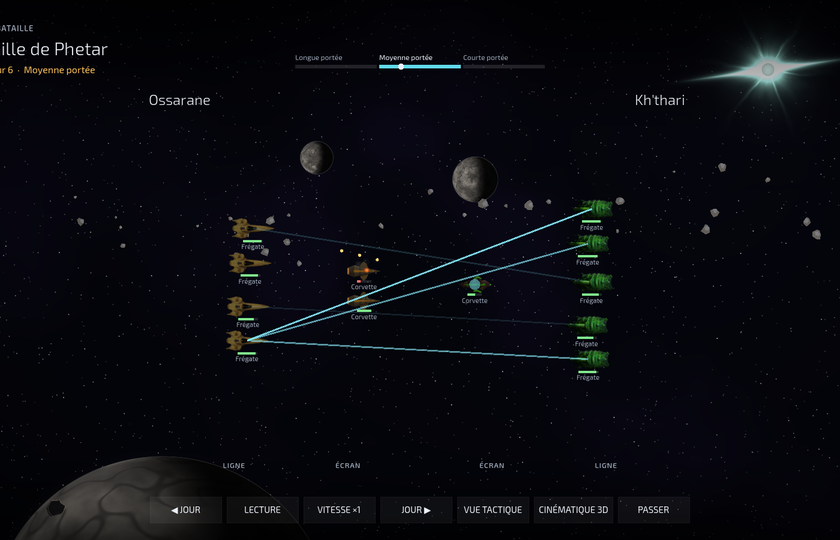 BATAILLE
ille de Phetar
ur 6 · Moyenne portée
Longue portée
Moyenne portée
Courte portée
Ossarane
Kh'thari
Frégate
Frégate
Frégate
Frégate
Corvette
Corvette
Corvette
Frégate
Frégate
Frégate
Frégate
Frégate
LIGNE
ÉCRAN
ÉCRAN
LIGNE
◀ JOUR
LECTURE
VITESSE ×1
JOUR ▶
VUE TACTIQUE
CINÉMATIQUE 3D
PASSER